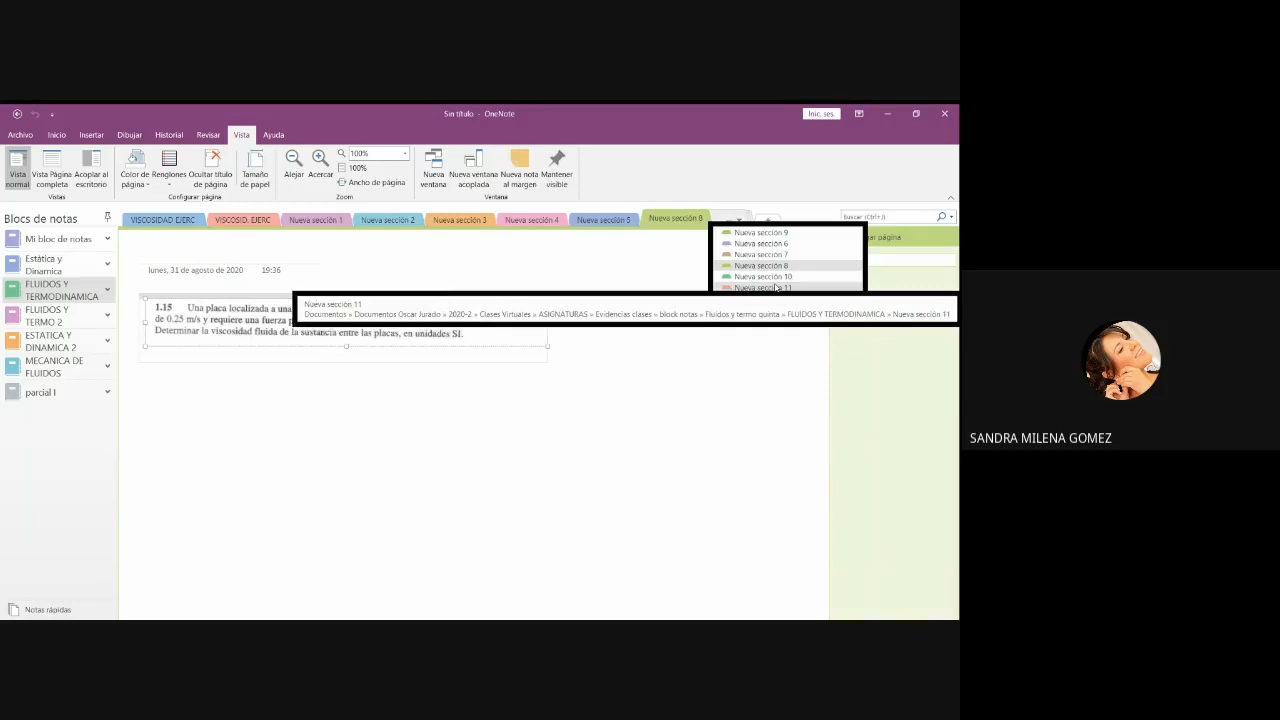 Sin título - OneNote
Inic. ses.
Archivo Inicio Insertar Dibujar Historial Revisar Vista Ayuda
Vista normal
Vista Página completa
Acoplar al escritorio
Vistas
Color de página
Renglones
Ocultar título de página
Tamaño de papel
Configurar página
Alejar
Acercar
100%
100%
Ancho de página
Zoom
Nueva ventana
Nueva ventana acoplada
Nueva nota al margen
Mantener visible
Ventana
Blocs de notas
VISCOSIDAD EJERC VISCOSID. EJERC Nueva sección 1 Nueva sección 2 Nueva sección 3 Nueva sección 4 Nueva sección 5 Nueva sección 8
Buscar (Ctrl+J)
página
Mi bloc de notas
Estática y
Dinamica
FLUIDOS Y
TERMODINAMICA
FLUIDOS Y
TERMO 2
ESTATICA Y
DINAMICA 2
MECANICA DE
FLUIDOS
parcial I
Notas rápidas
Nueva sección 9
Nueva sección 6
Nueva sección 7
Nueva sección 8
Nueva sección 10
Nueva sección 11
lunes, 31 de agosto de 2020 19:36
1.15 Una placa localizada a una
de 0.25 m/s y requiere una fuerza
Determinar la viscosidad fluida de la sustancia entre las placas, en unidades SI.
Nueva sección 11
Documentos » Documentos Oscar Jurado » 2020-2 » Clases Virtuales » ASIGNATURAS » Evidencias clases » block notas » Fluidos y termo quinta » FLUIDOS Y TERMODINAMICA » Nueva sección 11
SANDRA MILENA GOMEZ